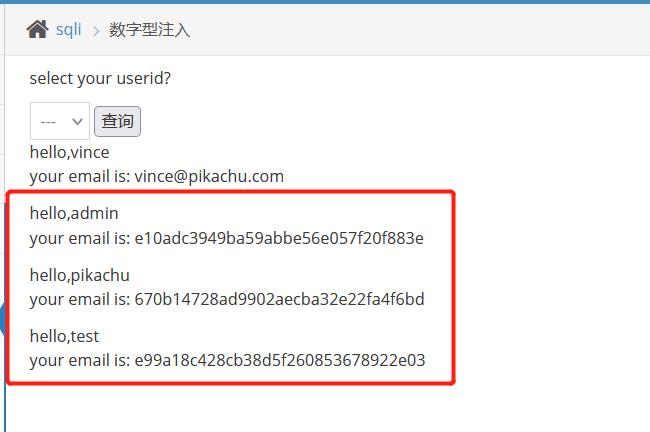 sqli > 数字型注入
select your userid?
--- 查询
hello,vince
your email is: vince@pikachu.com
hello,admin
your email is: e10adc3949ba59abbe56e057f20f883e
hello,pikachu
your email is: 670b14728ad9902aecba32e22fa4f6bd
hello,test
your email is: e99a18c428cb38d5f260853678922e03